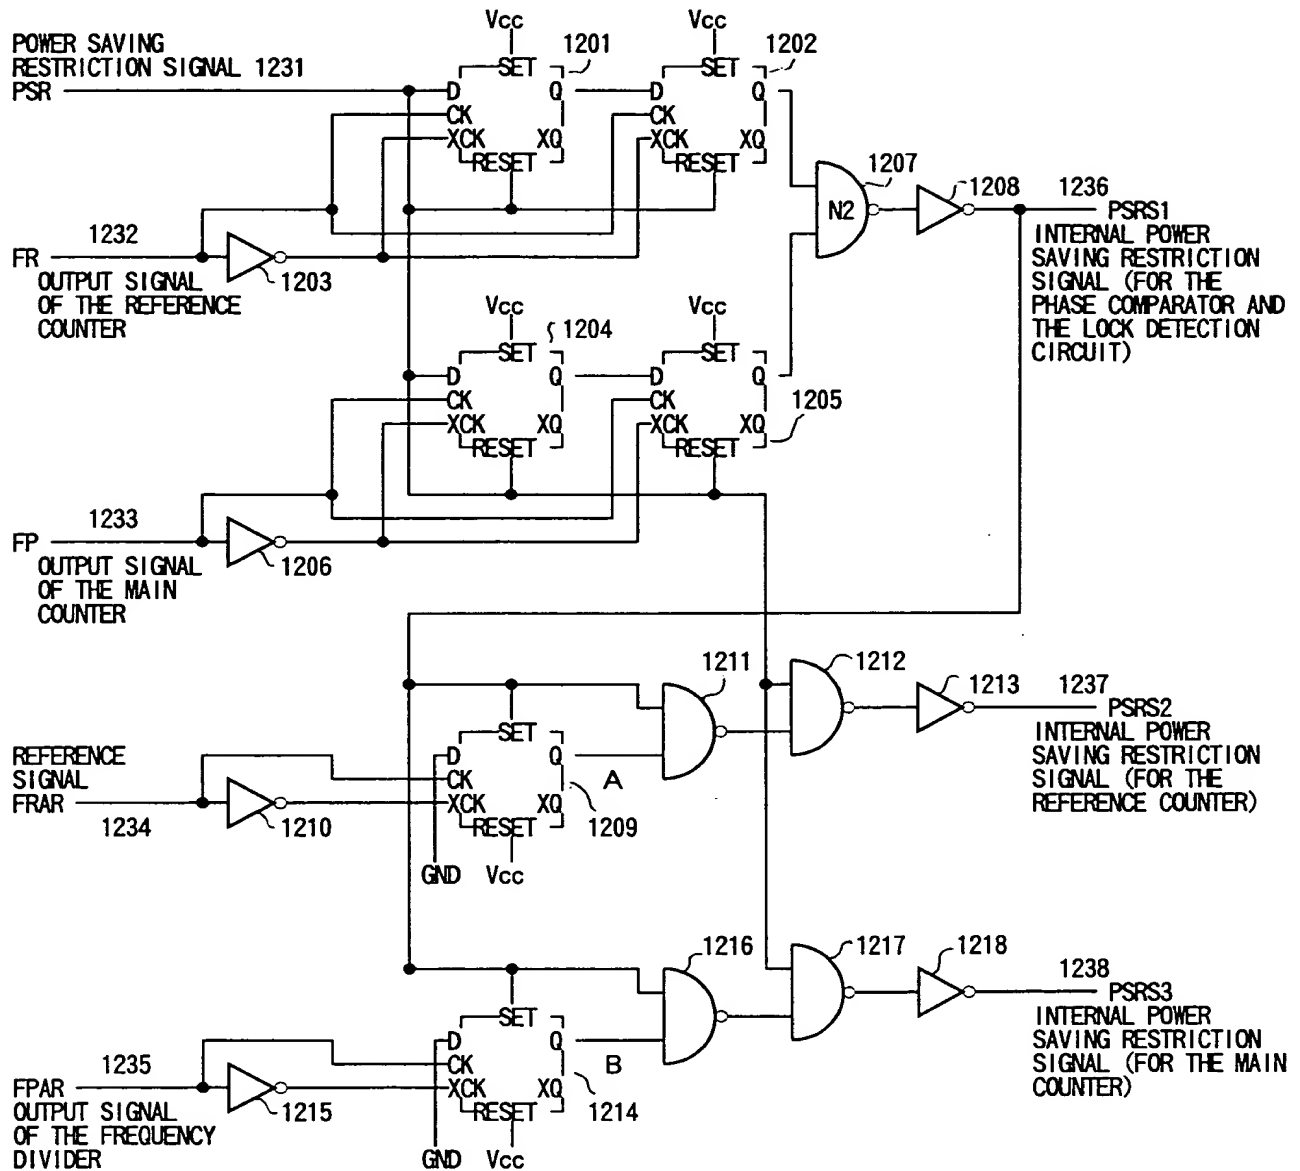 Vcc Vcc
POWER SAVING
RESTRICTION SIGNAL 1231
PSR
1201
1202
SET
D Q
CK
XCK XQ
RESET
SET
D Q
CK
XCK XQ
RESET
N2
1207
1208
1236
PSRS1
INTERNAL POWER
SAVING RESTRICTION
SIGNAL (FOR THE
PHASE COMPARATOR AND
THE LOCK DETECTION
CIRCUIT)
1232
FR
1203
OUTPUT SIGNAL
OF THE REFERENCE
COUNTER
Vcc Vcc
1204
SET
D Q
CK
XCK XQ
RESET
SET
D Q
CK
XCK XQ
RESET
1205
1233
FP
1206
OUTPUT SIGNAL
OF THE MAIN
COUNTER
1211
1212
1213
1237
PSRS2
INTERNAL POWER
SAVING RESTRICTION
SIGNAL (FOR THE
REFERENCE COUNTER)
REFERENCE
SIGNAL
FRAR
1234
1210
SET
D Q
CK
XCK XQ
RESET
A
1209
GND Vcc
1216
1217
1218
1238
PSRS3
INTERNAL POWER
SAVING RESTRICTION
SIGNAL (FOR THE MAIN
COUNTER)
SET
D Q
CK
XCK XQ
RESET
B
1214
1235
FPAR
1215
OUTPUT SIGNAL
OF THE FREQUENCY
DIVIDER
GND Vcc